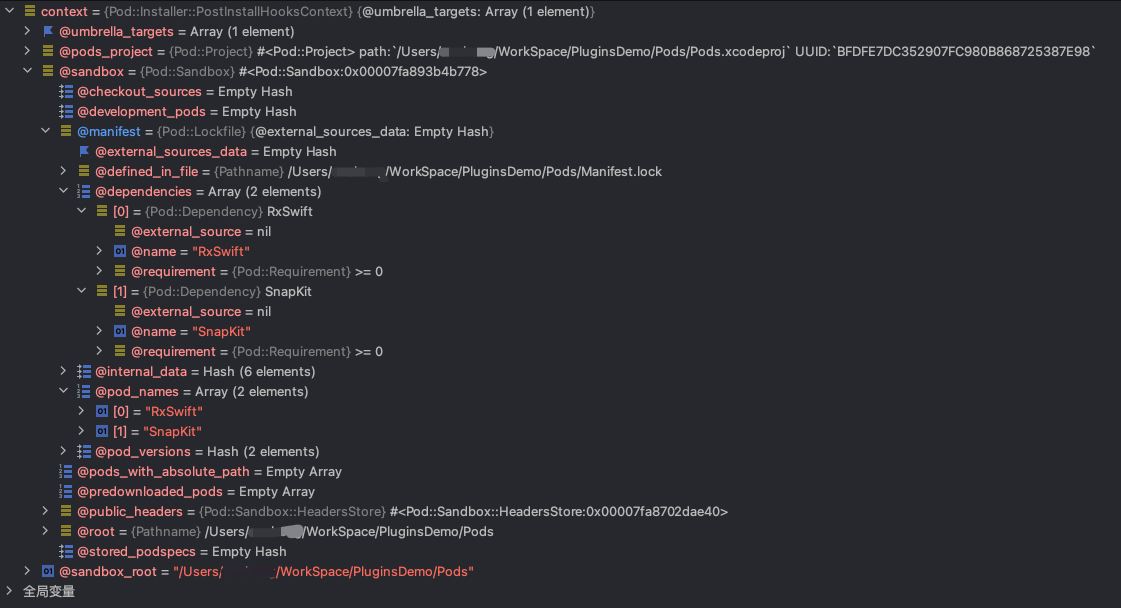 context = {Pod::Installer::PostInstallHooksContext} {@umbrella_targets: Array (1 element)}
@umbrella_targets = Array (1 element)
@pods_project = {Pod::Project} #<Pod::Project> path:`/Users/ /WorkSpace/PluginsDemo/Pods/Pods.xcodeproj` UUID:`BFDFE7DC352907FC980B868725387E98`
@sandbox = {Pod::Sandbox} #<Pod::Sandbox:0x00007fa893b4b778>
@checkout_sources = Empty Hash
@development_pods = Empty Hash
@manifest = {Pod::Lockfile} {@external_sources_data: Empty Hash}
@external_sources_data = Empty Hash
@defined_in_file = {Pathname} /Users/ /WorkSpace/PluginsDemo/Pods/Manifest.lock
@dependencies = Array (2 elements)
[0] = {Pod::Dependency} RxSwift
@external_source = nil
01 @name = "RxSwift"
@requirement = {Pod::Requirement} >= 0
[1] = {Pod::Dependency} SnapKit
@external_source = nil
01 @name = "SnapKit"
@requirement = {Pod::Requirement} >= 0
@internal_data = Hash (6 elements)
@pod_names = Array (2 elements)
01 [0] = "RxSwift"
01 [1] = "SnapKit"
@pod_versions = Hash (2 elements)
@pods_with_absolute_path = Empty Array
@predownloaded_pods = Empty Array
@public_headers = {Pod::Sandbox::HeadersStore} #<Pod::Sandbox::HeadersStore:0x00007fa8702dae40>
@root = {Pathname} /Users/ /WorkSpace/PluginsDemo/Pods
@stored_podspecs = Empty Hash
01 @sandbox_root = "/Users/ /WorkSpace/PluginsDemo/Pods"
全局变量